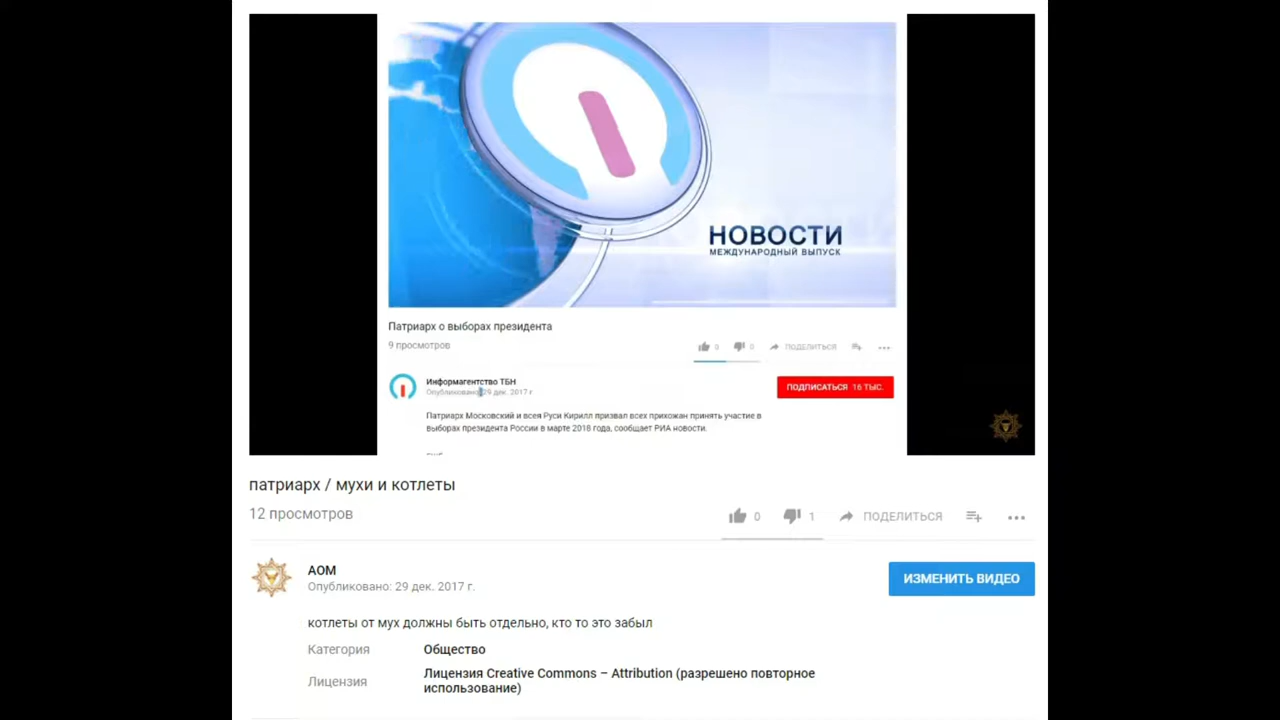 НОВОСТИ
МЕЖДУНАРОДНЫЙ ВЫПУСК
Патриарх о выборах президента
9 просмотров
0 0 ПОДЕЛИТЬСЯ
Информагентство ТБН
Опубликовано 29 дек. 2017 г.
ПОДПИСАТЬСЯ 16 ТЫС.
Патриарх Московский и всея Руси Кирилл призвал всех прихожан принять участие в
выборах президента России в марте 2018 года, сообщает РИА новости.
патриарх / мухи и котлеты
12 просмотров
0 1 ПОДЕЛИТЬСЯ
АОМ
Опубликовано: 29 дек. 2017 г.
ИЗМЕНИТЬ ВИДЕО
котлеты от мух должны быть отдельно, кто то это забыл
Категория Общество
Лицензия Лицензия Creative Commons – Attribution (разрешено повторное
использование)